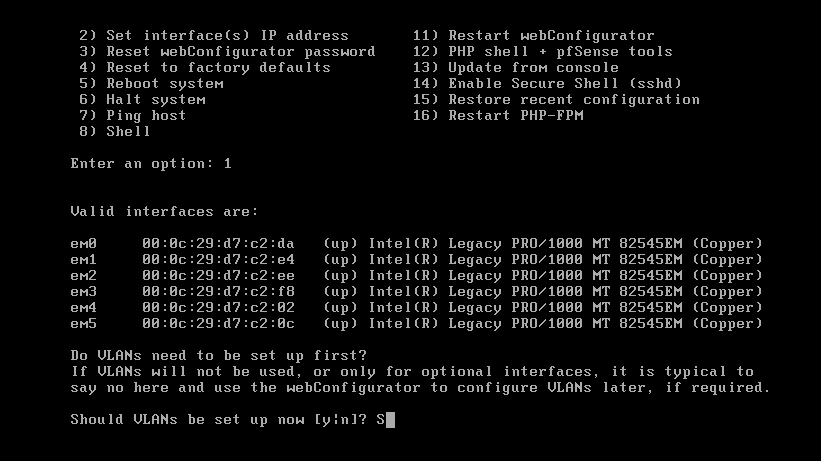 2) Set interface(s) IP address 11) Restart webConfigurator
3) Reset webConfigurator password 12) PHP shell + pfSense tools
4) Reset to factory defaults 13) Update from console
5) Reboot system 14) Enable Secure Shell (sshd)
6) Halt system 15) Restore recent configuration
7) Ping host 16) Restart PHP-FPM
8) Shell
Enter an option: 1
Valid interfaces are:
em0 00:0c:29:d7:c2:da (up) Intel(R) Legacy PRO/1000 MT 82545EM (Copper)
em1 00:0c:29:d7:c2:e4 (up) Intel(R) Legacy PRO/1000 MT 82545EM (Copper)
em2 00:0c:29:d7:c2:ee (up) Intel(R) Legacy PRO/1000 MT 82545EM (Copper)
em3 00:0c:29:d7:c2:f8 (up) Intel(R) Legacy PRO/1000 MT 82545EM (Copper)
em4 00:0c:29:d7:c2:02 (up) Intel(R) Legacy PRO/1000 MT 82545EM (Copper)
em5 00:0c:29:d7:c2:0c (up) Intel(R) Legacy PRO/1000 MT 82545EM (Copper)
Do VLANs need to be set up first?
If VLANs will not be used, or only for optional interfaces, it is typical to
say no here and use the webConfigurator to configure VLANs later, if required.
Should VLANs be set up now [y|n]? S